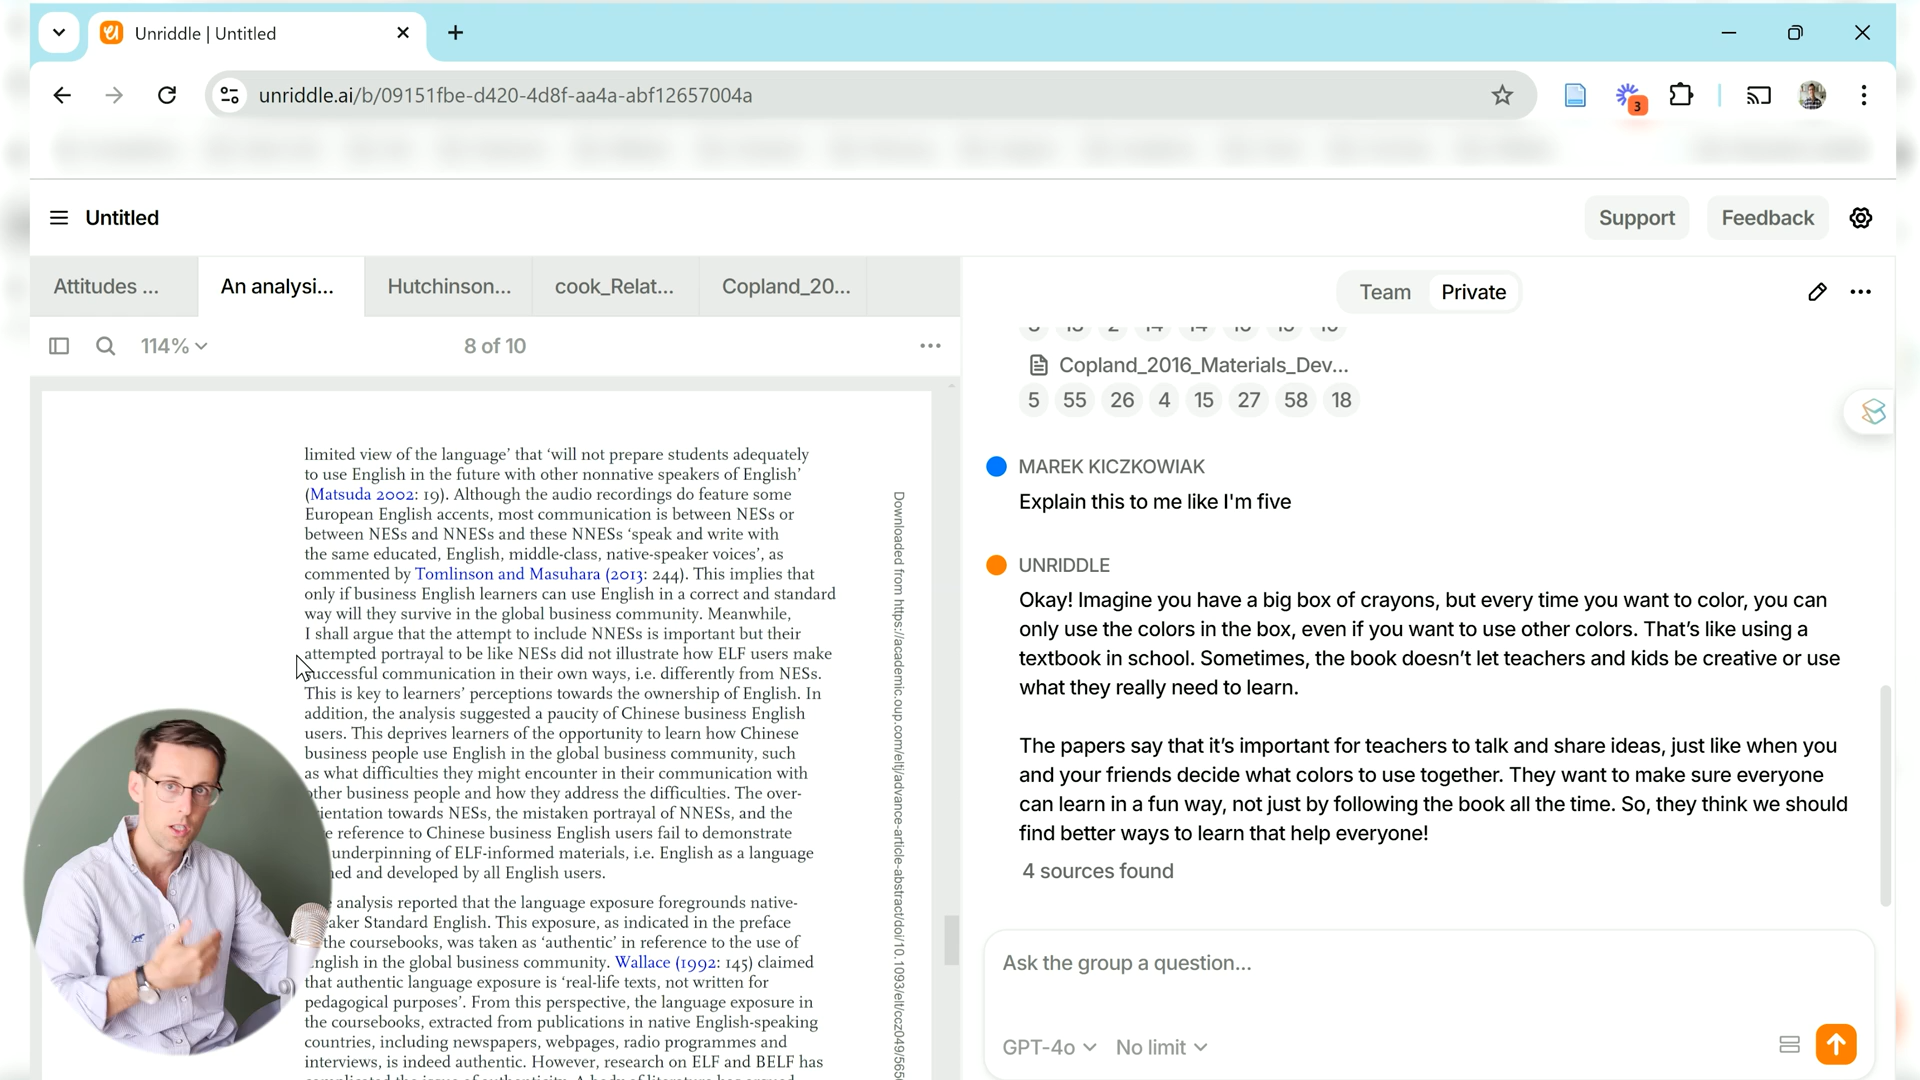 Unriddle | Untitled
unriddle.ai/b/09151fbe-d420-4d8f-aa4a-abf12657004a
3
Untitled
Support
Feedback
Attitudes ...
An analysi...
Hutchinson...
cook_Relat...
Copland_20...
114%
8 of 10
limited view of the language’ that ‘will not prepare students adequately
to use English in the future with other nonnative speakers of English’
(Matsuda 2002: 19). Although the audio recordings do feature some
European English accents, most communication is between NESs or
between NESs and NNESs and these NNESs ‘speak and write with
the same educated, English, middle-class, native-speaker voices’, as
commented by Tomlinson and Masuhara (2013: 244). This implies that
only if business English learners can use English in a correct and standard
way will they survive in the global business community. Meanwhile,
I shall argue that the attempt to include NNESs is important but their
attempted portrayal to be like NESs did not illustrate how ELF users make
successful communication in their own ways, i.e. differently from NESs.
This is key to learners’ perceptions towards the ownership of English. In
addition, the analysis suggested a paucity of Chinese business English
users. This deprives learners of the opportunity to learn how Chinese
business people use English in the global business community, such
as what difficulties they might encounter in their communication with
other business people and how they address the difficulties. The over-
orientation towards NESs, the mistaken portrayal of NNESs, and the
reference to Chinese business English users fail to demonstrate
underpinning of ELF-informed materials, i.e. English as a language
and developed by all English users.
analysis reported that the language exposure foregrounds native-
speaker Standard English. This exposure, as indicated in the preface
the coursebooks, was taken as ‘authentic’ in reference to the use of
English in the global business community. Wallace (1992: 145) claimed
that authentic language exposure is ‘real-life texts, not written for
pedagogical purposes’. From this perspective, the language exposure in
the coursebooks, extracted from publications in native English-speaking
countries, including newspapers, webpages, radio programmes and
interviews, is indeed authentic. However, research on ELF and BELF has
Downloaded from https://academic.oup.com/eltj/advance-article-abstract/doi/10.1093/elt/ccz049/565
Team
Private
Copland_2016_Materials_Dev...
5 55 26 4 15 27 58 18
MAREK KICZKOWIAK
Explain this to me like I'm five
UNRIDDLE
Okay! Imagine you have a big box of crayons, but every time you want to color, you can
only use the colors in the box, even if you want to use other colors. That’s like using a
textbook in school. Sometimes, the book doesn’t let teachers and kids be creative or use
what they really need to learn.
The papers say that it’s important for teachers to talk and share ideas, just like when you
and your friends decide what colors to use together. They want to make sure everyone
can learn in a fun way, not just by following the book all the time. So, they think we should
find better ways to learn that help everyone!
4 sources found
Ask the group a question...
GPT-4o
No limit